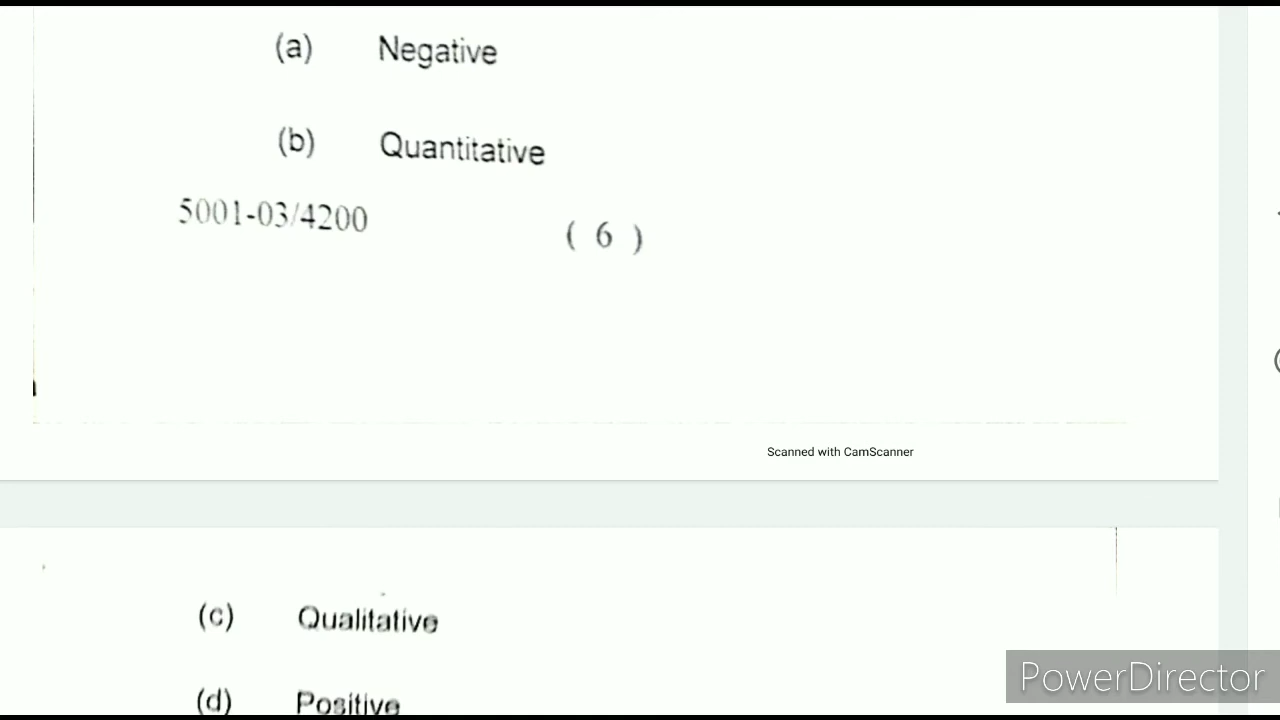 (a) Negative
(b) Quantitative
5001-03/4200
( 6 )
Scanned with CamScanner
(c) Qualitative
(d) Positive
PowerDirector